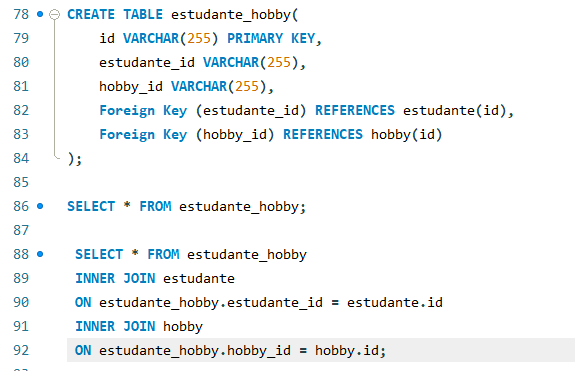 78 CREATE TABLE estudante_hobby(
79 id VARCHAR(255) PRIMARY KEY,
80 estudante_id VARCHAR(255),
81 hobby_id VARCHAR(255),
82 Foreign Key (estudante_id) REFERENCES estudante(id),
83 Foreign Key (hobby_id) REFERENCES hobby(id)
84 );
85
86 SELECT * FROM estudante_hobby;
87
88 SELECT * FROM estudante_hobby
89 INNER JOIN estudante
90 ON estudante_hobby.estudante_id = estudante.id
91 INNER JOIN hobby
92 ON estudante_hobby.hobby_id = hobby.id;